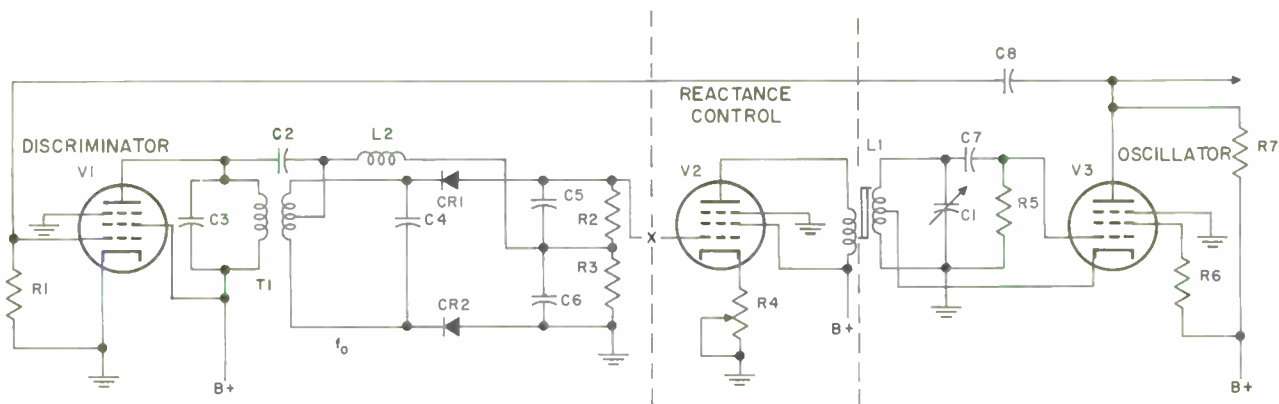 C8
REACTANCE
CONTROL
DISCRIMINATOR
V1
C2
L2
V2
L1
C7
V3
OSCILLATOR
R7
C3
C4
CR1
C5
R2
X
C1
R5
R1
T1
R3
R4
R6
C6
CR2
B+
fo
B+
B+